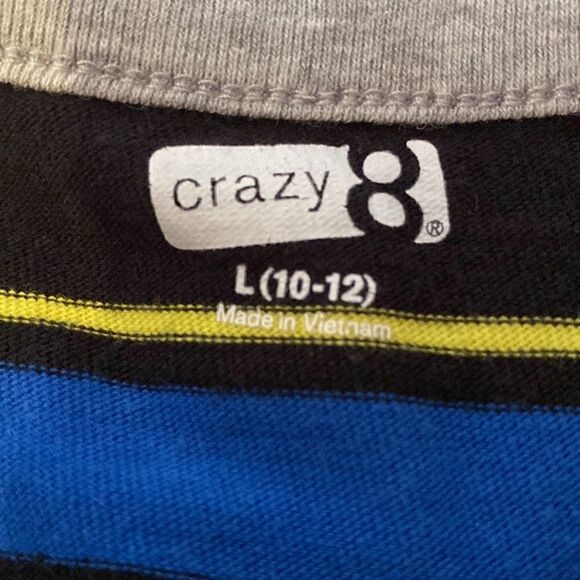 crazy 8®
L (10-12)
Made in Vietnam